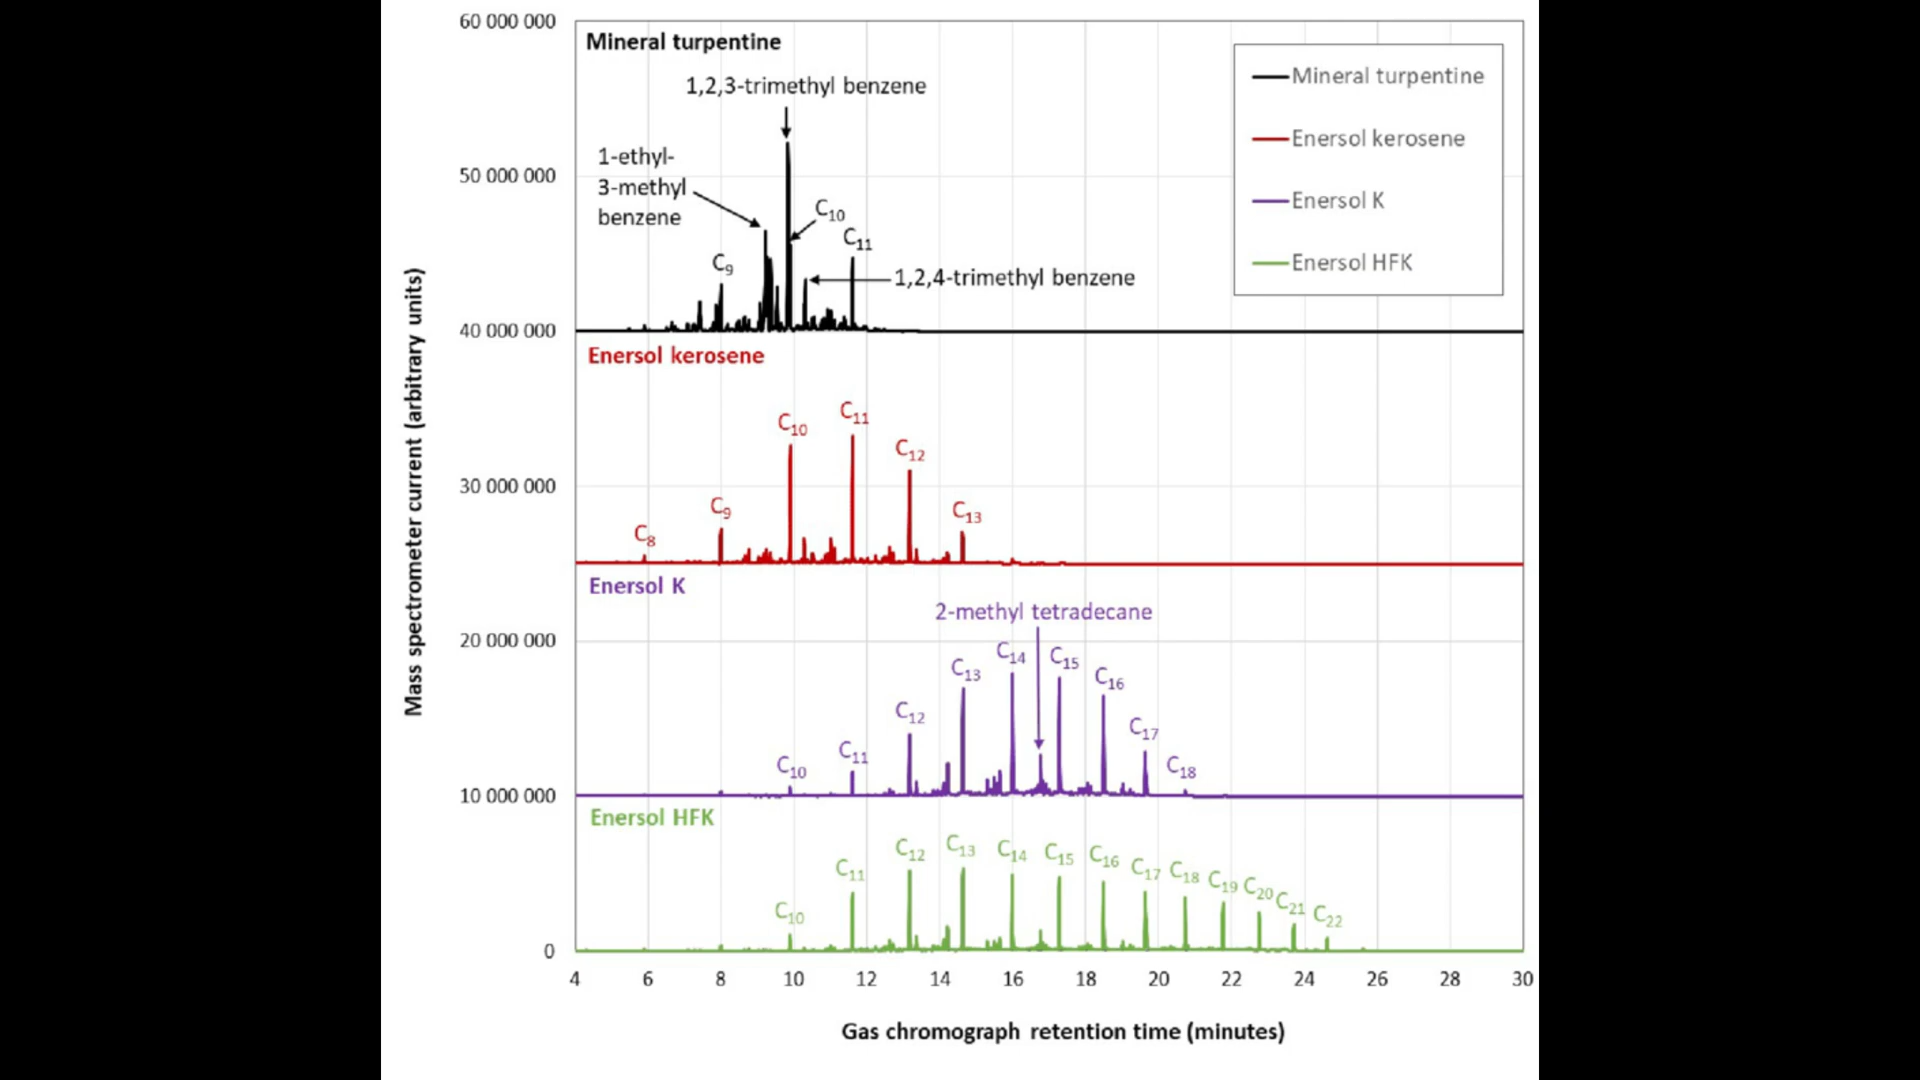 60 000 000
Mineral turpentine
1,2,3-trimethyl benzene
1-ethyl-
3-methyl
benzene
C10
C11
C9
1,2,4-trimethyl benzene
Mineral turpentine
Enersol kerosene
Enersol K
Enersol HFK
50 000 000
40 000 000
Enersol kerosene
C8
C9
C10
C11
C12
C13
30 000 000
Enersol K
2-methyl tetradecane
20 000 000
C10
C11
C12
C13
C14
C15
C16
C17
C18
10 000 000
Enersol HFK
C10
C11
C12
C13
C14
C15
C16
C17
C18
C19
C20
C21
C22
0
4 6 8 10 12 14 16 18 20 22 24 26 28 30
Gas chromograph retention time (minutes)
Mass spectrometer current (arbitrary units)